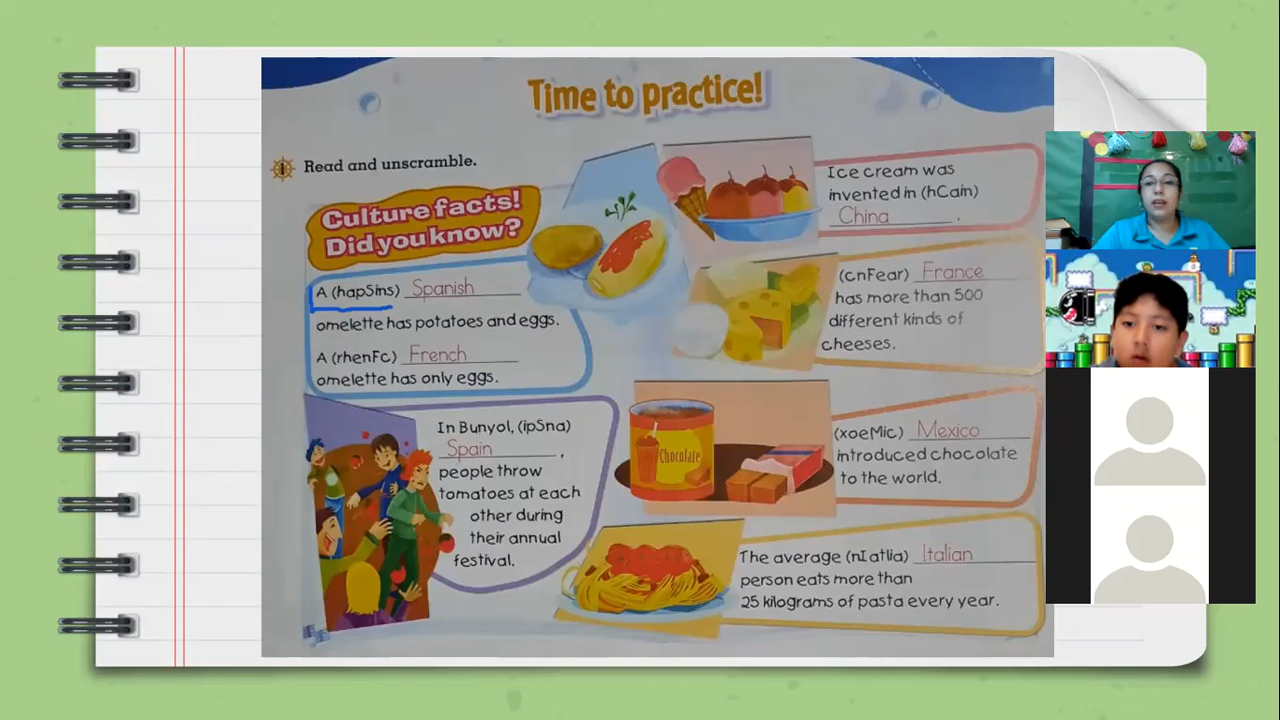 Time to practice!
1 Read and unscramble.
Culture facts!
Did you know?
A (hapSins) Spanish
omelette has potatoes and eggs.
A (rhenFc) French
omelette has only eggs.
In Bunyol, (ipSna)
Spain ,
people throw
tomatoes at each
other during
their annual
festival.
Ice cream was
invented in (hCain)
China .
(cnFear) France
has more than 500
different kinds of
cheeses.
Chocolate
(xoeMic) Mexico
introduced chocolate
to the world.
The average (nIatlia) Italian
person eats more than
25 kilograms of pasta every year.